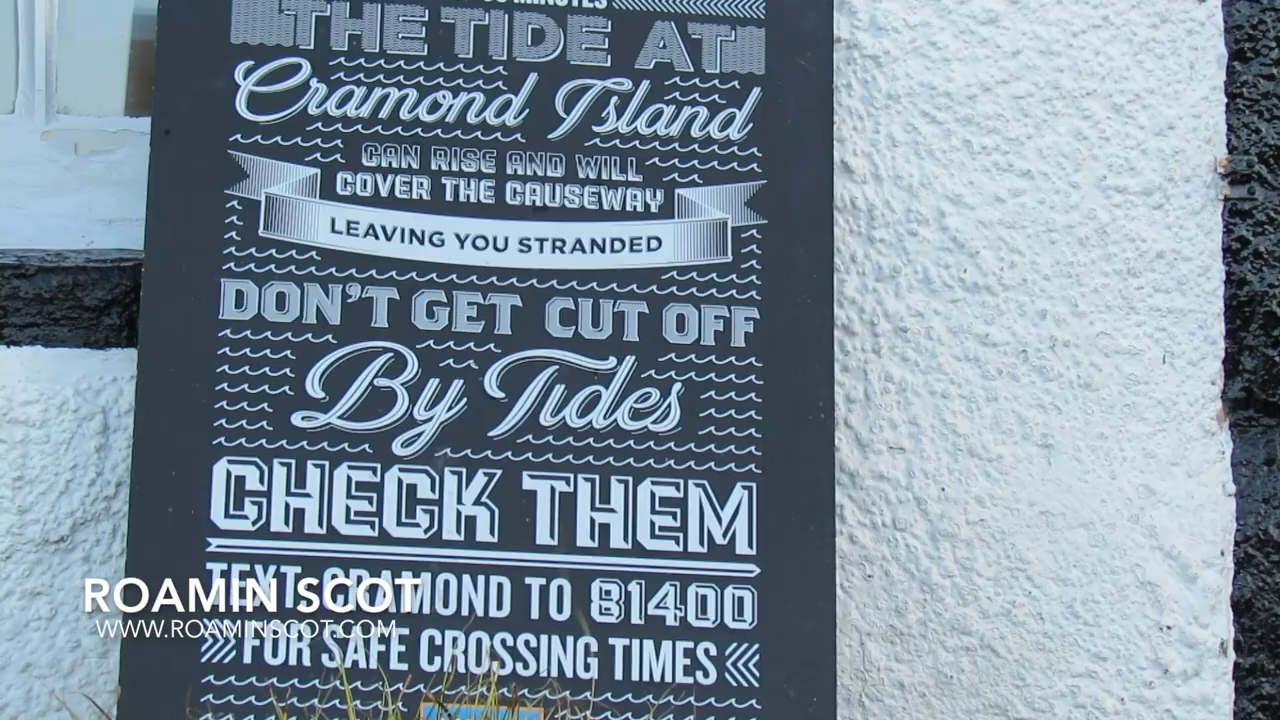 MINUTES
THE TIDE AT
Cramond Island
CAN RISE AND WILL
COVER THE CAUSEWAY
LEAVING YOU STRANDED
DON'T GET CUT OFF
By Tides
CHECK THEM
TEXT CRAMOND TO 81400
FOR SAFE CROSSING TIMES
ROAMIN SCOT
WWW.ROAMINSCOT.COM